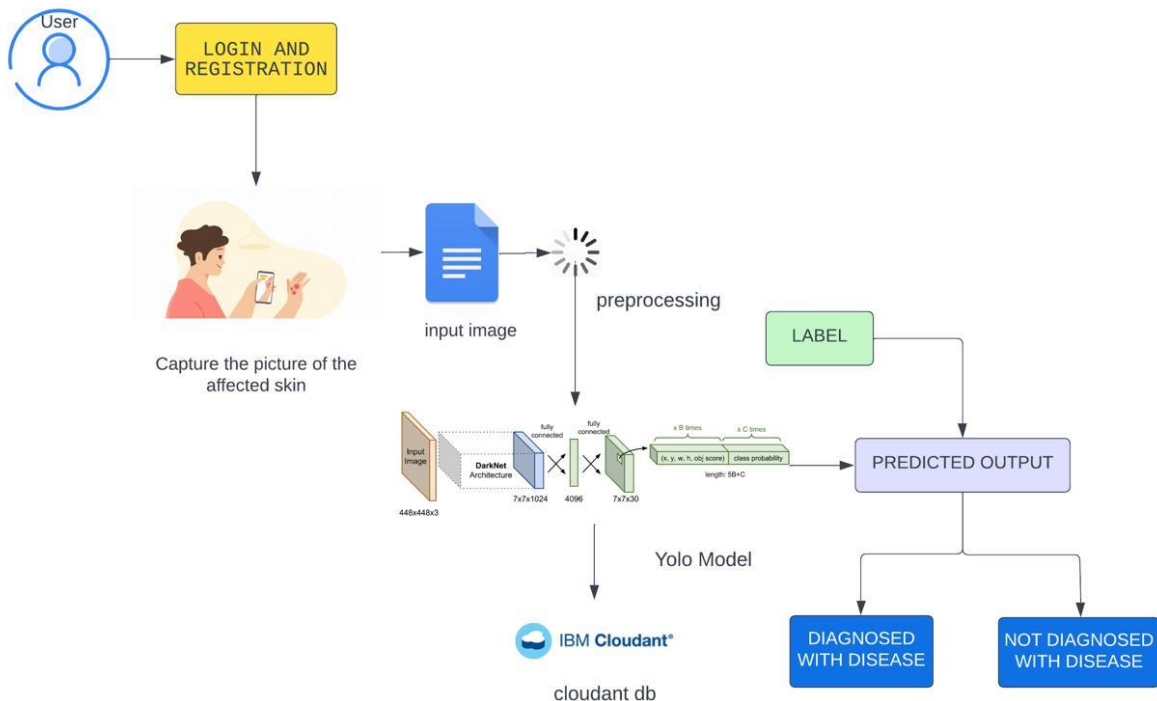 User
LOGIN AND
REGISTRATION
Capture the picture of the
affected skin
input image
preprocessing
LABEL
Input
Image
448x448x3
DarkNet
Architecture
7x7x1024
fully
connected
4096
fully
connected
7x7x30
x B times
x C times
(x, y, w, h, obj score)
class probability
length: 5B+C
PREDICTED OUTPUT
Yolo Model
IBM Cloudant®
cloudant db
DIAGNOSED
WITH DISEASE
NOT DIAGNOSED
WITH DISEASE